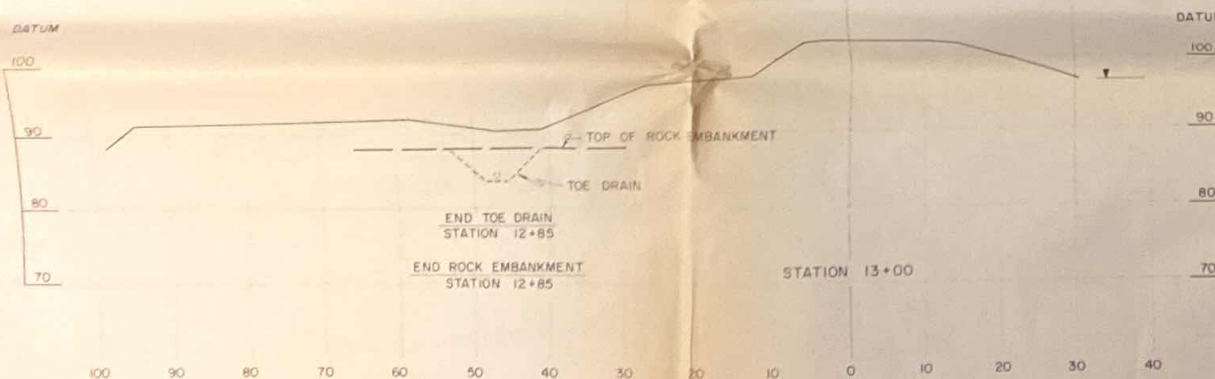 DATUM
DATU
100
100
90
90
TOP OF ROCK EMBANKMENT
TOE DRAIN
80
80
END TOE DRAIN
STATION 12+85
END ROCK EMBANKMENT
STATION 12+85
STATION 13+00
70
70
100 90 80 70 60 50 40 30 20 10 0 10 20 30 40